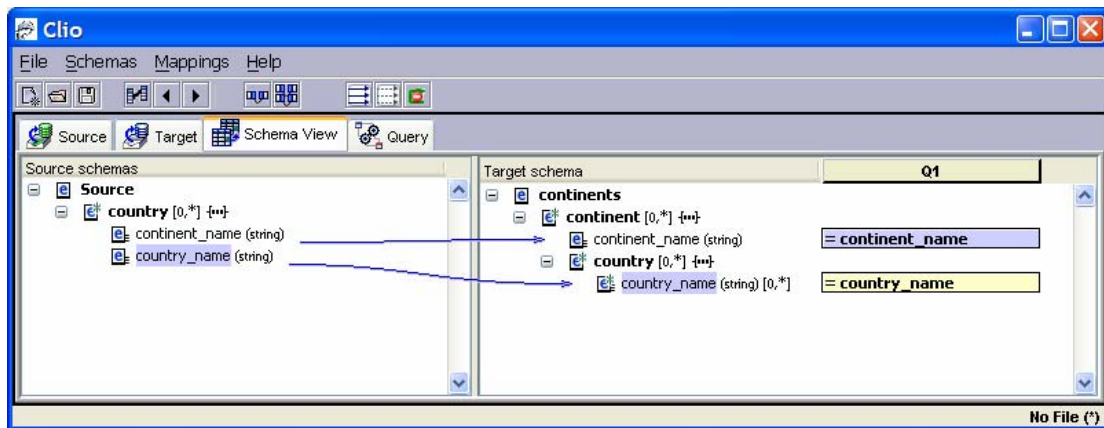 Clio
File Schemas Mappings Help
Source Target Schema View Query
Source schemas
Source
country [0,*] {...}
continent_name (string)
country_name (string)
Target schema Q1
continents
continent [0,*] {...}
continent_name (string) = continent_name
country [0,*] {...}
country_name (string) [0,*] = country_name
No File (*)